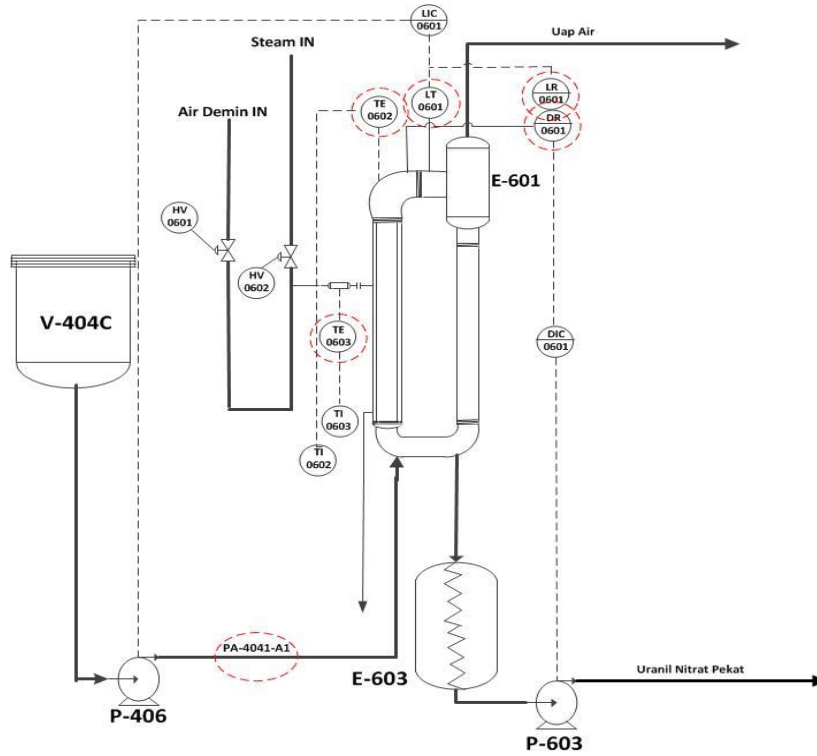 LIC
0601
Uap Air
Steam IN
LR
0601
TE
0602
LT
0601
Air Demin IN
DR
0601
E-601
HV
0601
HV
0602
V-404C
TE
0603
DIC
0601
TI
0603
TI
0602
PA-4041-A1
Uranil Nitrat Pekat
E-603
P-406
P-603